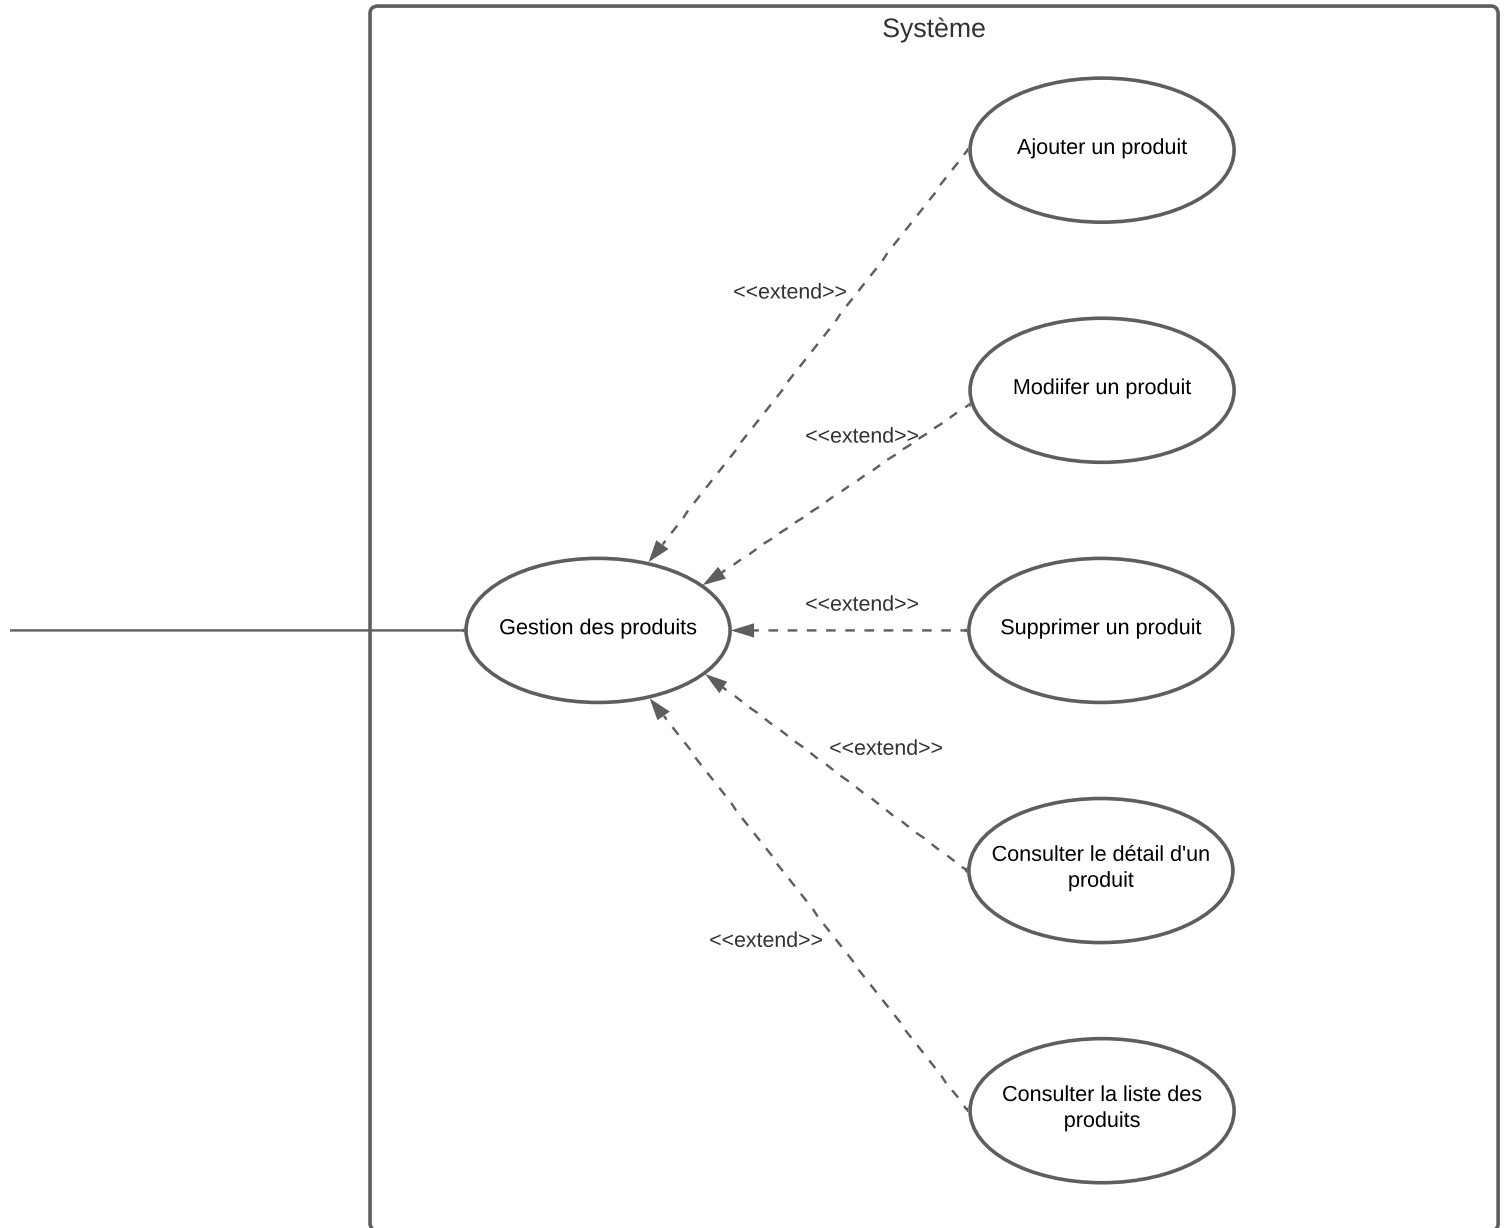 Système
Ajouter un produit
<<extend>>
Modiifer un produit
<<extend>>
<<extend>>
Gestion des produits
Supprimer un produit
<<extend>>
Consulter le détail d'un
produit
<<extend>>
Consulter la liste des
produits